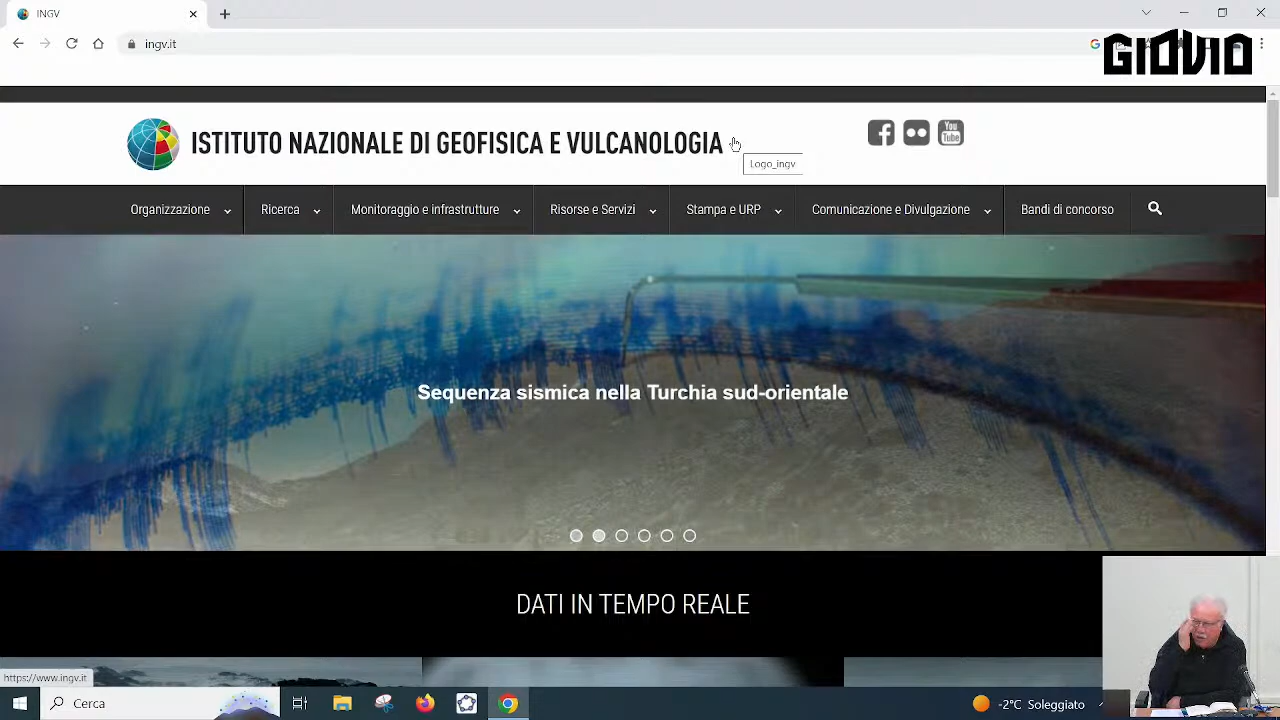 INGV
ingv.it
GIOVIO
ISTITUTO NAZIONALE DI GEOFISICA E VULCANOLOGIA
You Tube
Logo_ingv
Organizzazione Ricerca Monitoraggio e infrastrutture Risorse e Servizi Stampa e URP Comunicazione e Divulgazione Bandi di concorso
Sequenza sismica nella Turchia sud-orientale
DATI IN TEMPO REALE
https://www.ingv.it
Cerca
-2°C Soleggiato